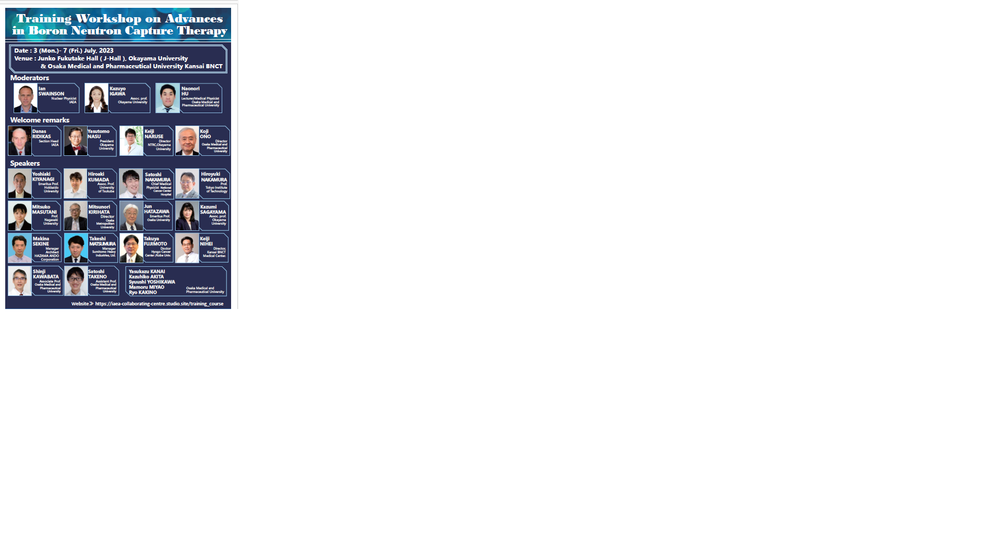 Training Workshop on Advances
in Boron Neutron Capture Therapy
Date : 3 (Mon.)- 7 (Fri.) July, 2023
Venue : Junko Fukutake Hall ( J-Hall ), Okayama University
& Osaka Medical and Pharmaceutical University Kansai BNCT
Moderators
Ian
SWAINSON
Nuclear Physicist
IAEA
Kazuyo
IGAWA
Assoc. prof.
Okayama University
Naonori
HU
Lecturer/Medical Physicist
Osaka Medical and
Pharmaceutical University
Welcome remarks
Danas
RIDIKAS
Section Head
IAEA
Yasutomo
NASU
President
Okayama
University
Keiji
NARUSE
Director
NTRC,Okayama
University
Koji
ONO
Director
Osaka Medical and
Pharmaceutical
University
Speakers
Yoshiaki
KIYANAGI
Emeritus Prof.
Hokkaido
University
Hiroaki
KUMADA
Assoc. Prof.
University
of Tsukuba
Satoshi
NAKAMURA
Chief Medical
Physicist National
Cancer Center
Hospital
Hiroyuki
NAKAMURA
Prof.
Tokyo Institute
of Technology
Mitsuko
MASUTANI
Prof.
Nagasaki
University
Mitsunori
KIRIHATA
Director
Osaka
Metropolitan
University
Jun
HATAZAWA
Emeritus Prof.
Osaka University
Kazumi
SAGAYAMA
Assoc. prof.
Okayama
University
Makina
SEKINE
Manager
Architect
HAZAMA ANDO
Corporation
Takeshi
MATSUMURA
Manager
Sumitomo Heavy
Industries, Ltd.
Takuya
FUJIMOTO
Doctor
Hyogo Cancer
Center /Kobe Univ.
Keiji
NIHEI
Director,
Kansai BNCT
Medical Center.
Shinji
KAWABATA
Associate Prof.
Osaka Medical and
Pharmaceutical
University
Satoshi
TAKENO
Assistant Prof.
Osaka Medical and
Pharmaceutical
University
Yasukazu KANAI
Kazuhiko AKITA
Syuushi YOSHIKAWA
Mamoru MIYAO
Ryo KAKINO
Osaka Medical and
Pharmaceutical University
Website≫ https://iaea-collaborating-centre.studio.site/training_course